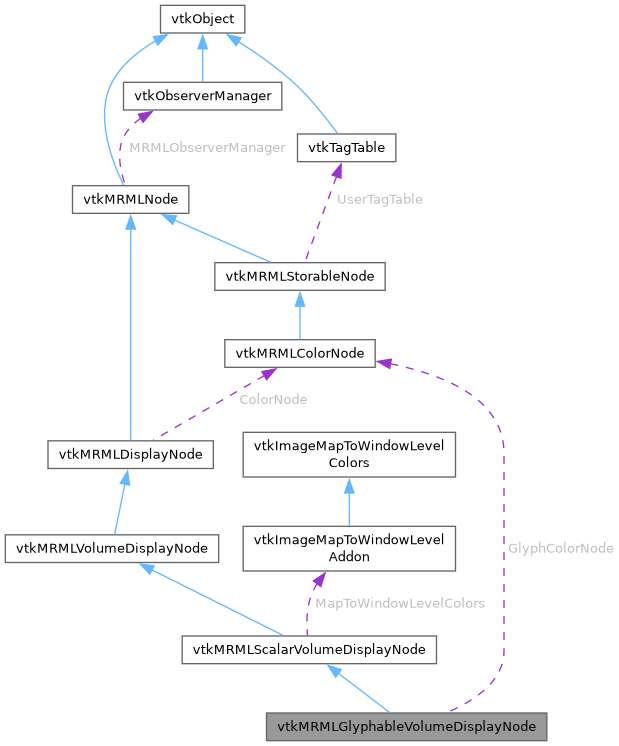 vtkObject
vtkObserverManager
MRMLObserverManager
vtkTagTable
vtkMRMLNode
UserTagTable
vtkMRMLStorableNode
vtkMRMLColorNode
ColorNode
vtkMRMLDisplayNode
vtkImageMapToWindowLevel
Colors
vtkImageMapToWindowLevel
Addon
vtkMRMLVolumeDisplayNode
GlyphColorNode
MapToWindowLevelColors
vtkMRMLScalarVolumeDisplayNode
vtkMRMLGlyphableVolumeDisplayNode